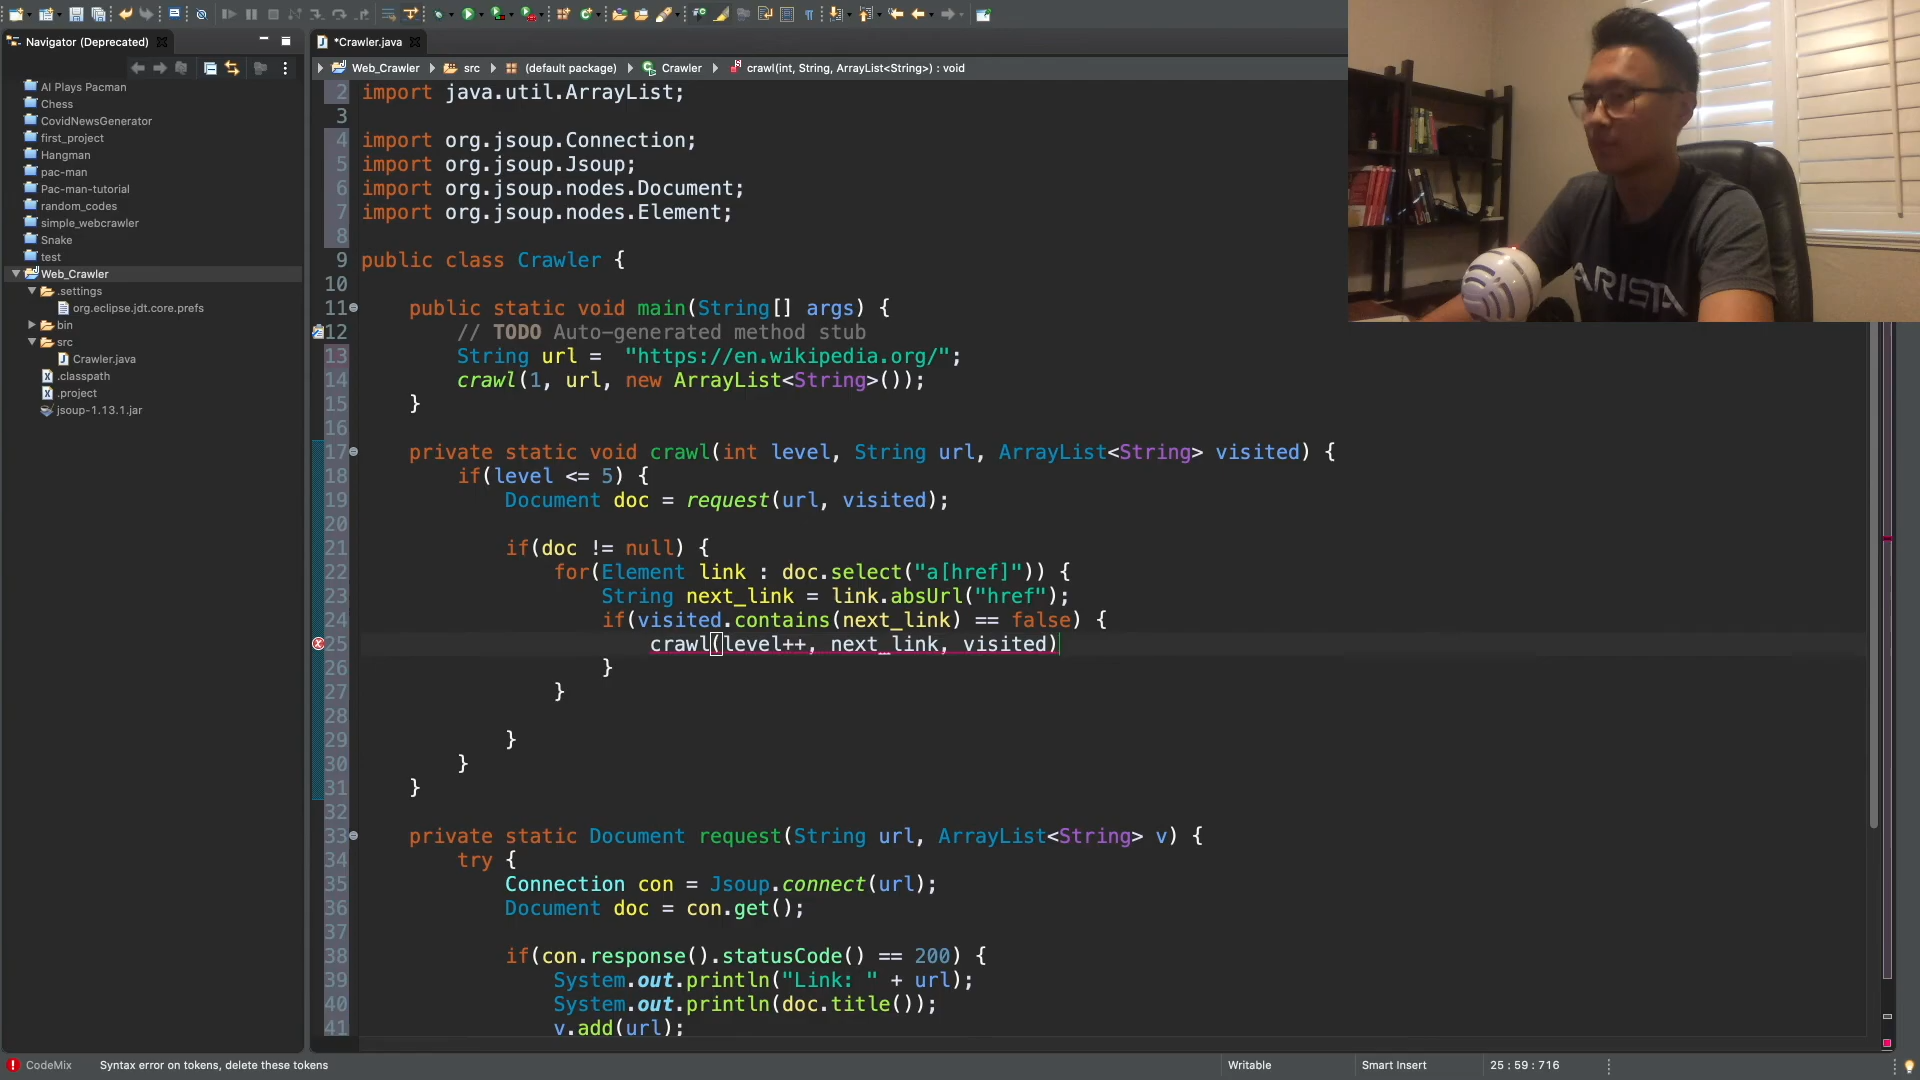 Navigator (Deprecated)
AI Plays Pacman
Chess
CovidNewsGenerator
first_project
Hangman
pac-man
Pac-man-tutorial
random_codes
simple_webcrawler
Snake
test
Web_Crawler
.settings
org.eclipse.jdt.core.prefs
bin
src
Crawler.java
.classpath
.project
jsoup-1.13.1.jar
*Crawler.java
Web_Crawler src (default package) Crawler crawl(int, String, ArrayList<String>) : void
2 import java.util.ArrayList;
3
4 import org.jsoup.Connection;
5 import org.jsoup.Jsoup;
6 import org.jsoup.nodes.Document;
7 import org.jsoup.nodes.Element;
8
9 public class Crawler {
10
11 public static void main(String[] args) {
12 // TODO Auto-generated method stub
13 String url =  "https://en.wikipedia.org/";
14 crawl(1, url, new ArrayList<String>());
15 }
16
17 private static void crawl(int level, String url, ArrayList<String> visited) {
18 if(level <= 5) {
19 Document doc = request(url, visited);
20
21 if(doc != null) {
22 for(Element link : doc.select("a[href]")) {
23 String next_link = link.absUrl("href");
24 if(visited.contains(next_link) == false) {
25 crawl(level++, next_link, visited)
26 }
27 }
28
29 }
30 }
31 }
32
33 private static Document request(String url, ArrayList<String> v) {
34 try {
35 Connection con = Jsoup.connect(url);
36 Document doc = con.get();
37
38 if(con.response().statusCode() == 200) {
39 System.out.println("Link: " + url);
40 System.out.println(doc.title());
41 v.add(url);
ARISTA
CodeMix Syntax error on tokens, delete these tokens Writable Smart Insert 25 : 59 : 716